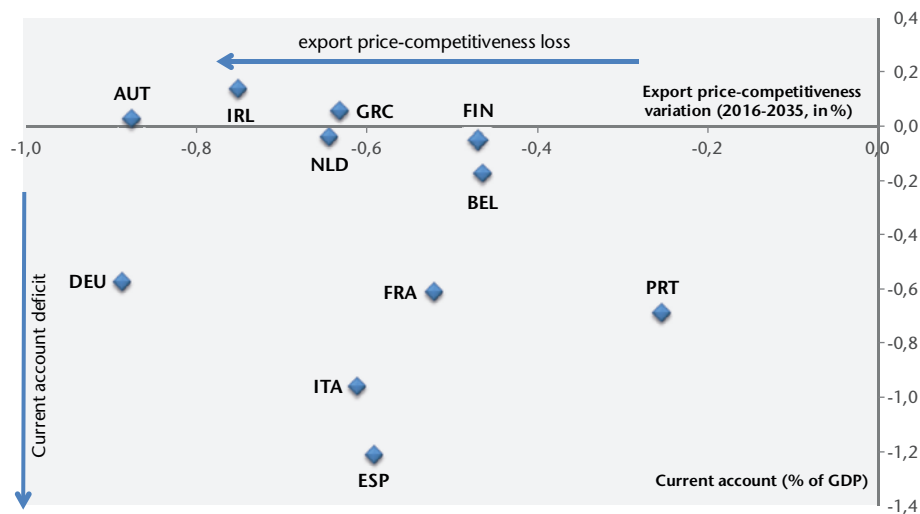 0,4
export price-competitiveness loss
0,2
AUT
Export price-competitiveness
variation (2016-2035, in %)
IRL
GRC
FIN
0,0
-1,0
-0,8
-0,6
-0,4
-0,2
0,0
NLD
-0,2
BEL
-0,4
DEU
FRA
PRT
-0,6
Current account deficit
-0,8
ITA
-1,0
-1,2
ESP
Current account (% of GDP)
-1,4